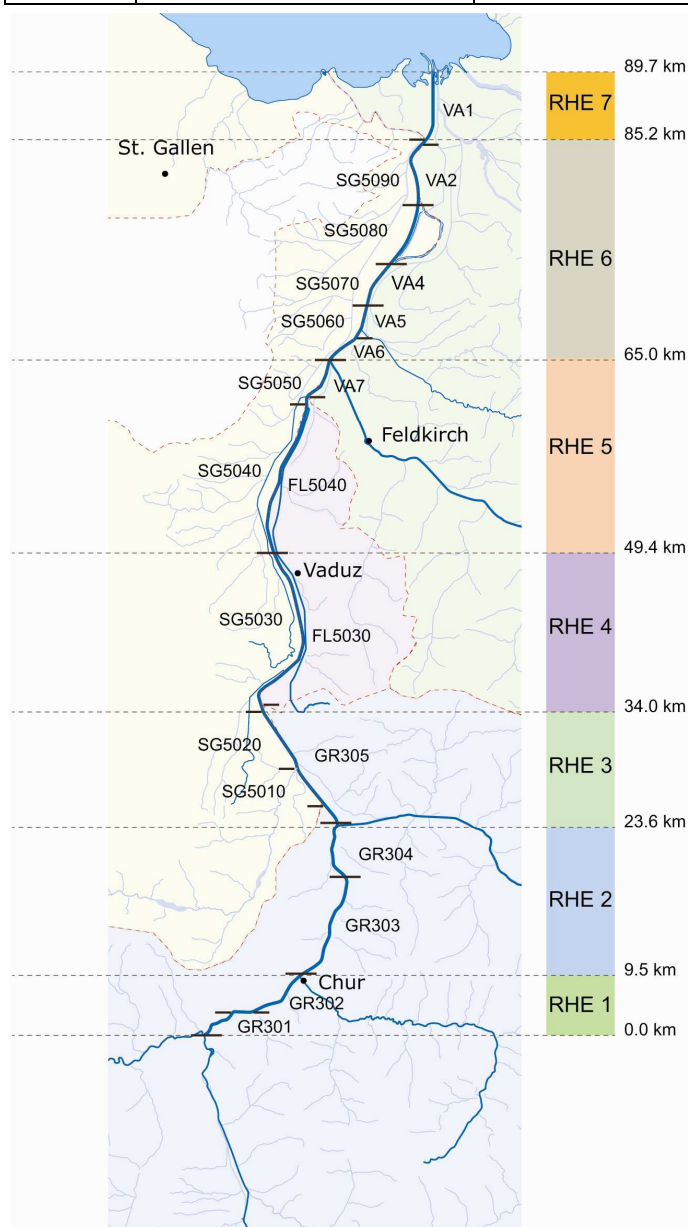 89.7 km
RHE 7
VA1
85.2 km
St. Gallen
SG5090
VA2
SG5080
RHE 6
SG5070
VA4
SG5060
VA5
VA6
65.0 km
SG5050
VA7
Feldkirch
RHE 5
SG5040
FL5040
49.4 km
Vaduz
SG5030
FL5030
RHE 4
34.0 km
SG5020
GR305
RHE 3
SG5010
23.6 km
GR304
RHE 2
GR303
9.5 km
Chur
GR302
RHE 1
GR301
0.0 km